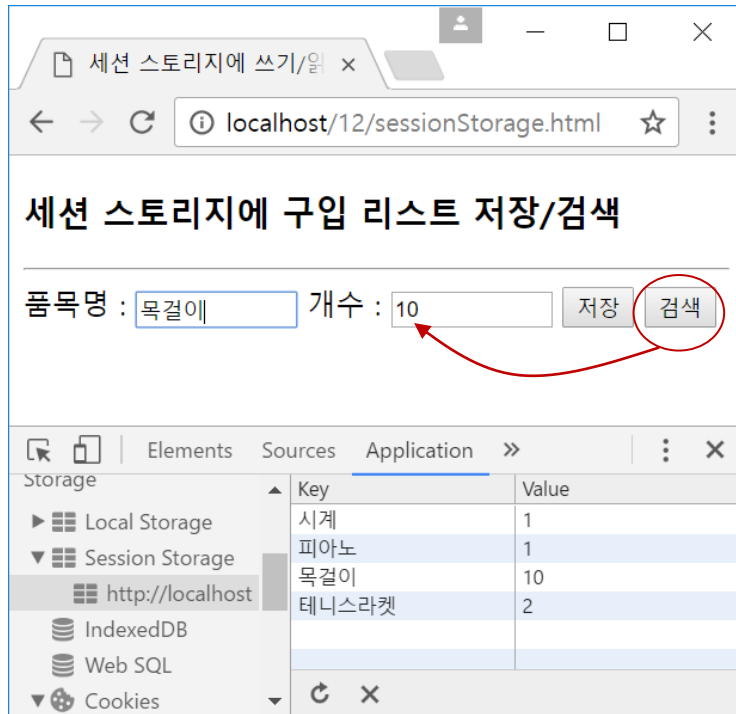 세션 스토리지에 쓰기/읽
localhost/12/sessionStorage.html
세션 스토리지에 구입 리스트 저장/검색
품목명 : 목걸이 개수 : 10 저장 검색
Elements Sources Application »
Storage
Key Value
Local Storage
Session Storage
http://localhost
IndexedDB
Web SQL
Cookies
시계 1
피아노 1
목걸이 10
테니스라켓 2